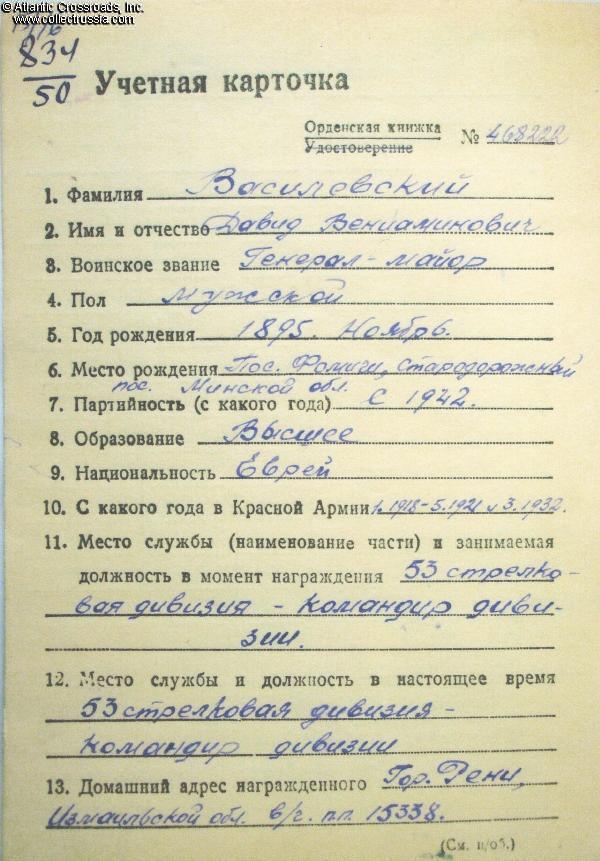 © Atlantic Crossroads, Inc.
www.collectrussia.com
834
50
Учетная карточка
Орденская книжка
Удостоверение
№ 468222
1. Фамилия Василевский
2. Имя и отчество Давид Вениаминович
3. Воинское звание Генерал-майор
4. Пол мужской
5. Год рождения 1895. Ноябрь.
6. Место рождения Пос. Фомичи, Стародорожный
пос. Минской обл.
7. Партийность (с какого года) с 1942.
8. Образование Высшее
9. Национальность Еврей
10. С какого года в Красной Армии 1.1918-5.1921 и 3.1932.
11. Место службы (наименование части) и занимаемая
должность в момент награждения 53 стрелко-
вая дивизия - командир диви-
зии.
12. Место службы и должность в настоящее время
53 стрелковая дивизия -
командир дивизии
13. Домашний адрес награжденного Гор. Рени,
Измаильской обл. в/ч. п.п. 15338.
(См. н/об.)